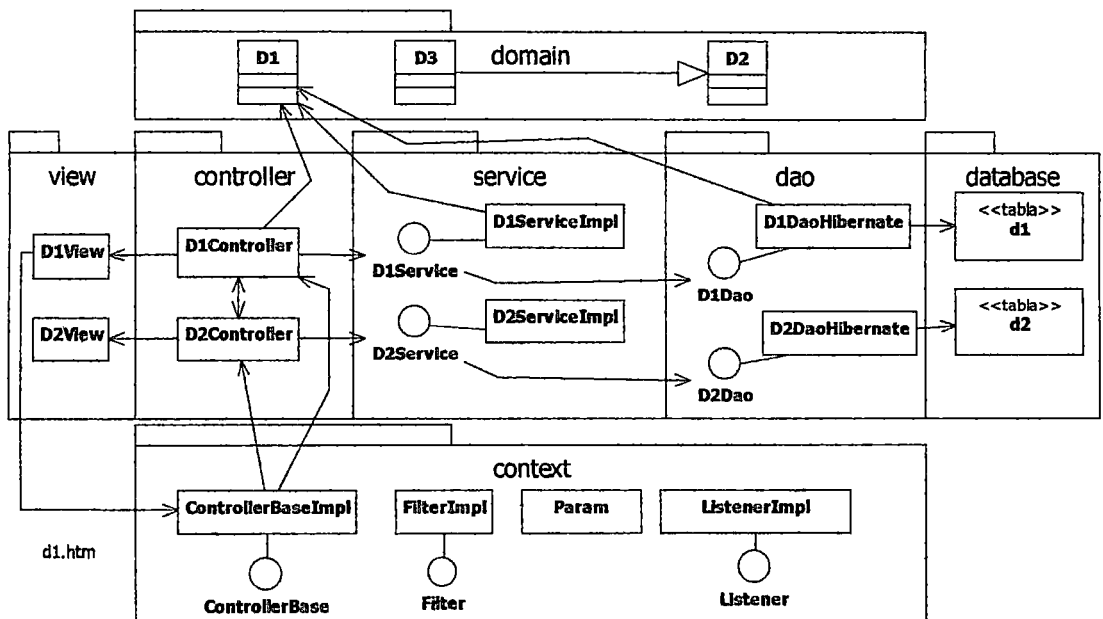 D1
D3
domain
D2
view
controller
service
dao
database
D1View
D1Controller
D1ServiceImpl
D1Service
D1DaoHibernate
D1Dao
<<tabla>>
d1
D2View
D2Controller
D2ServiceImpl
D2Service
D2DaoHibernate
D2Dao
<<tabla>>
d2
context
ControllerBaseImpl
FilterImpl
Param
ListenerImpl
d1.htm
ControllerBase
Filter
Listener